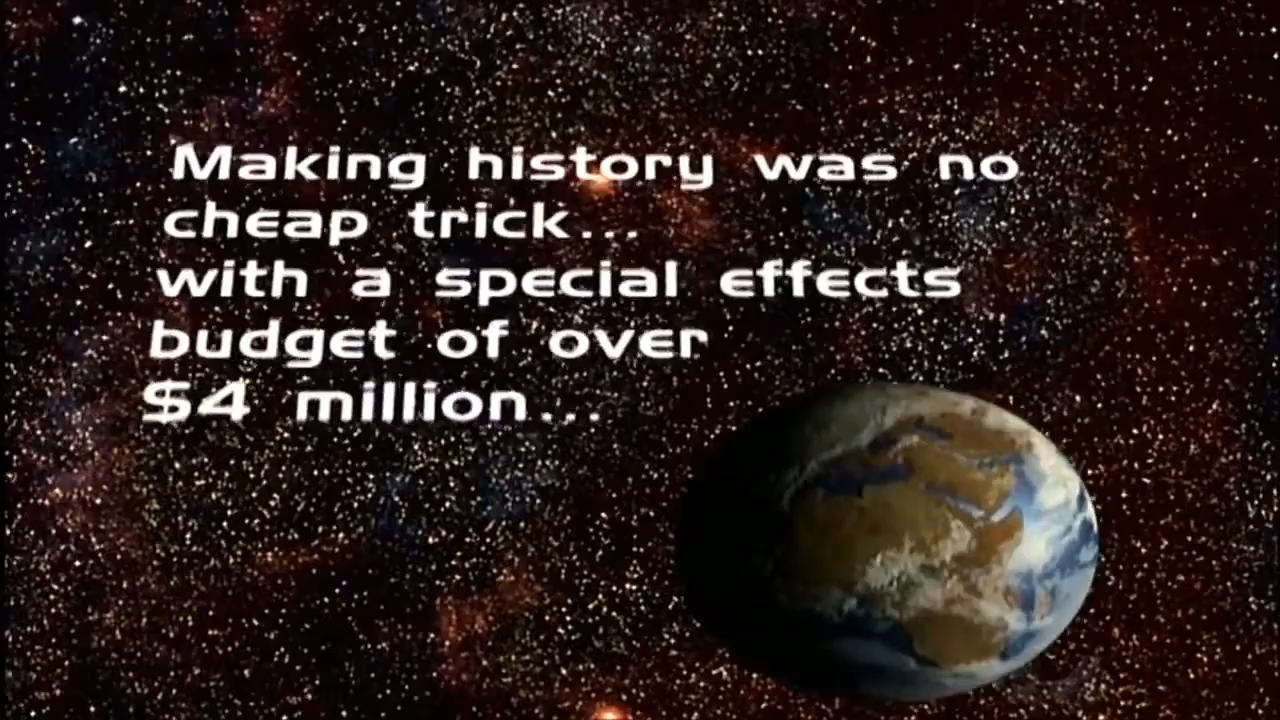 Making history was no
cheap trick...
with a special effects
budget of over
$4 million...